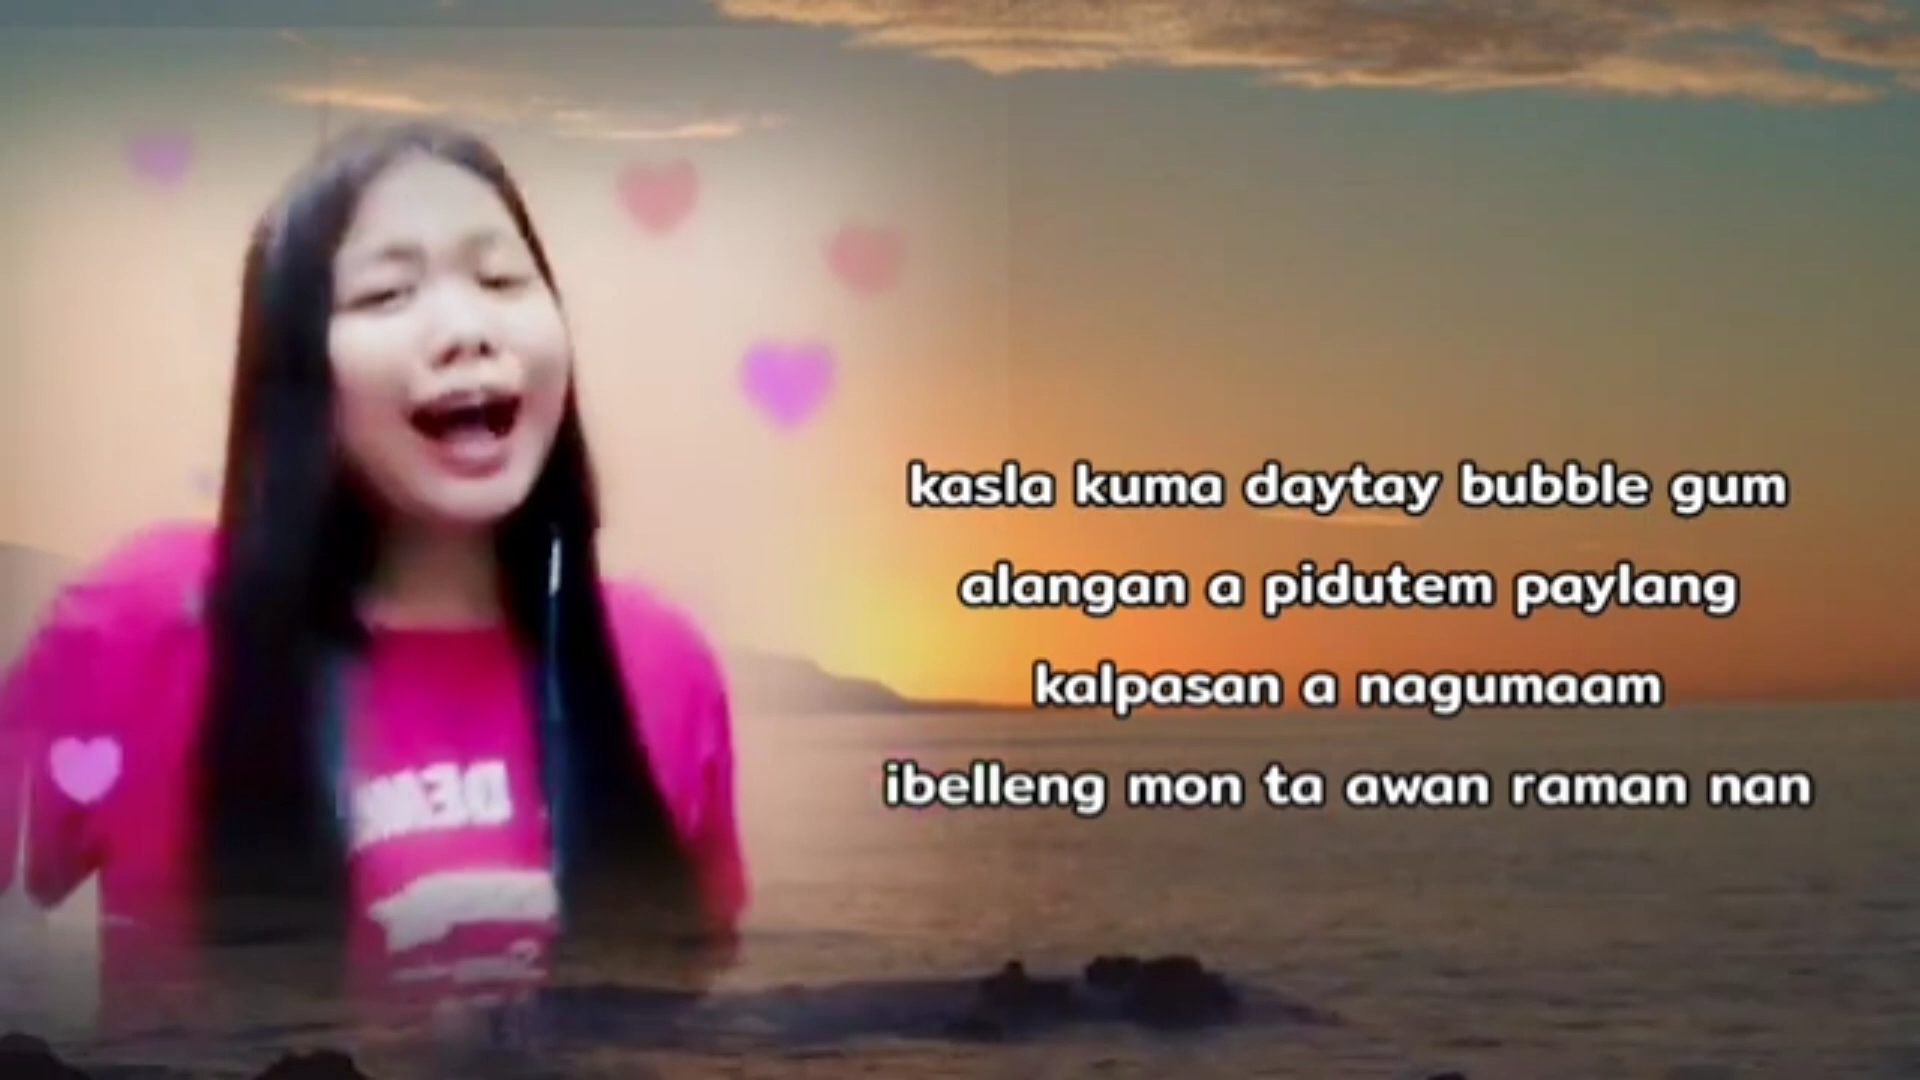 kasla kuma daytay bubble gum
alangan a pidutem paylang
kalpasan a nagumaam
ibelleng mon ta awan raman nan